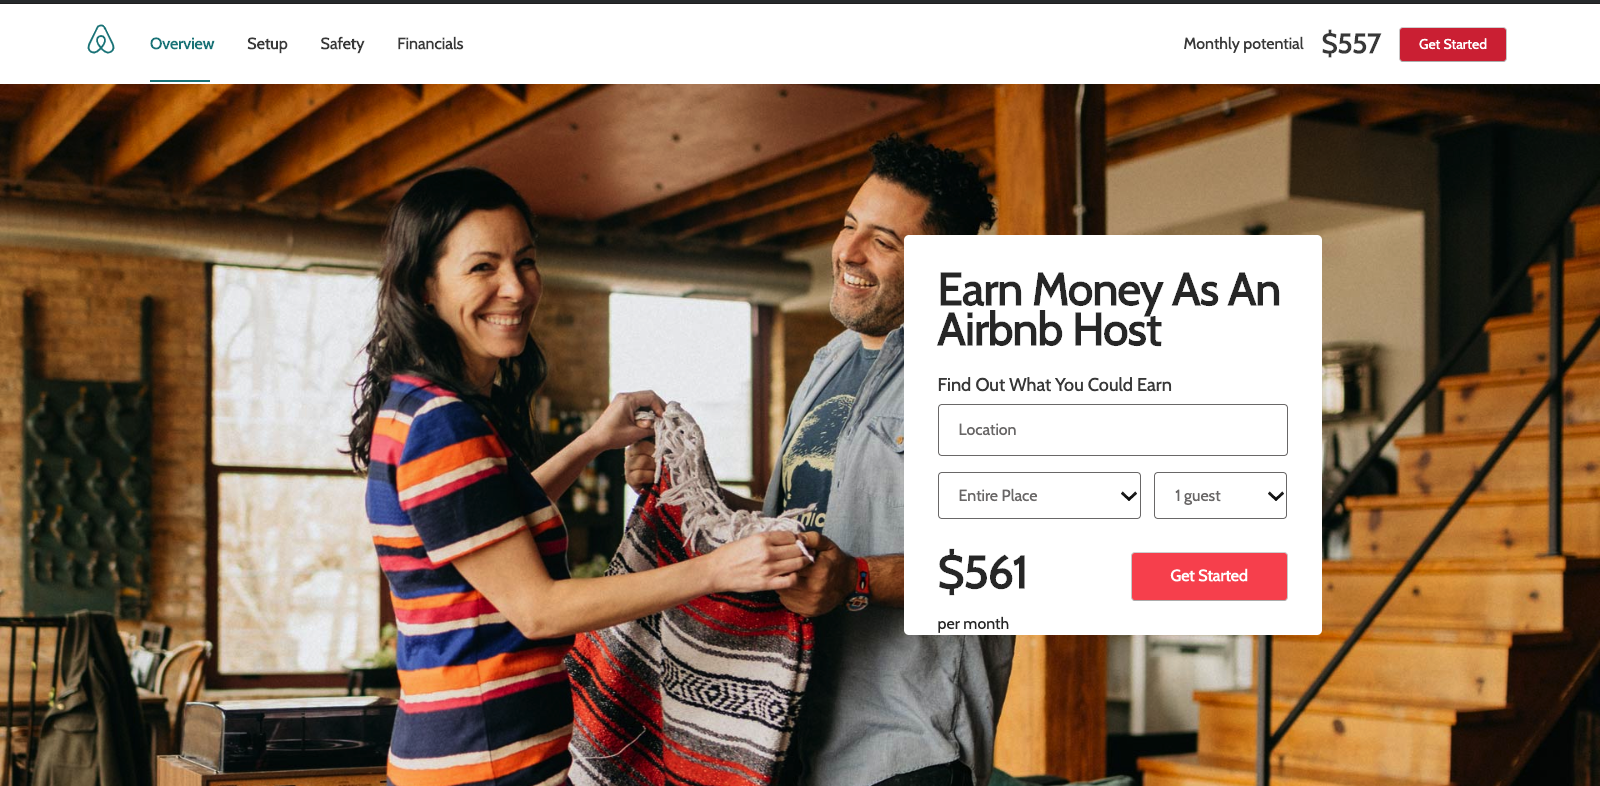 Overview Setup Safety Financials Monthly potential $557 Get Started
Earn Money As An
Airbnb Host
Find Out What You Could Earn
Location
Entire Place 1 guest
$561 Get Started
per month